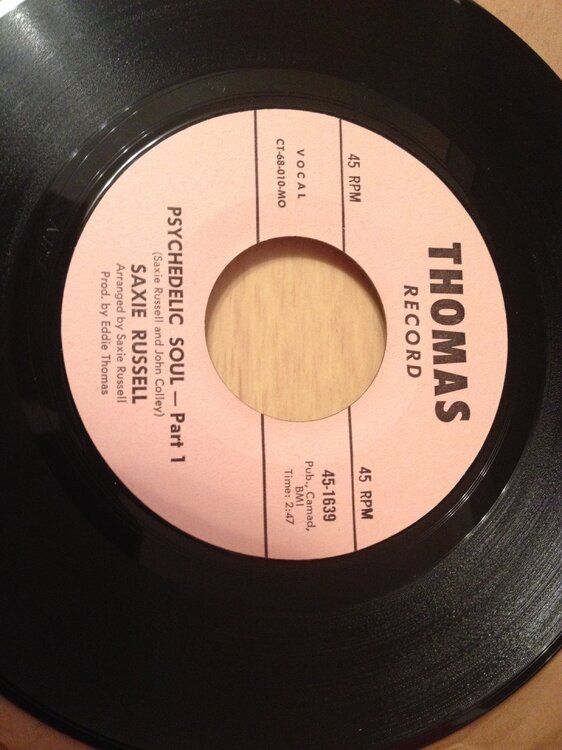 THOMAS
RECORD
45 RPM
45 RPM
VOCAL
CT-68-010-MO
45-1639
Pub., Camad,
BMI
Time: 2:47
PSYCHEDELIC SOUL — Part 1
(Saxie Russell and John Colley)
SAXIE RUSSELL
Arranged by Saxie Russell
Prod. by Eddie Thomas